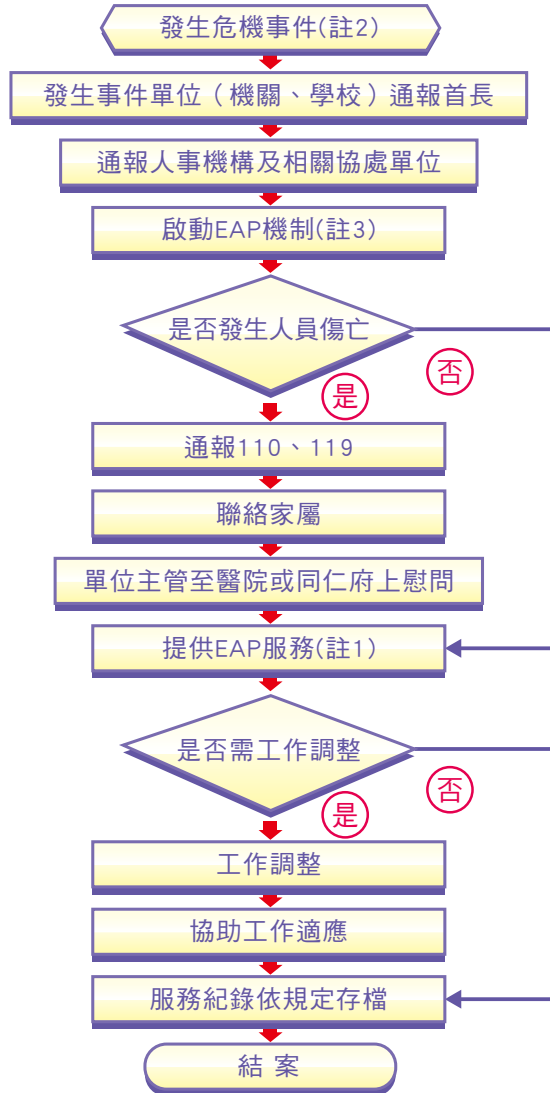 發生危機事件(註2)
發生事件單位（機關、學校）通報首長
通報人事機構及相關協處單位
啟動EAP機制(註3)
是否發生人員傷亡
否
是
通報110、119
聯絡家屬
單位主管至醫院或同仁府上慰問
提供EAP服務(註1)
是否需工作調整
否
是
工作調整
協助工作適應
服務紀錄依規定存檔
結 案